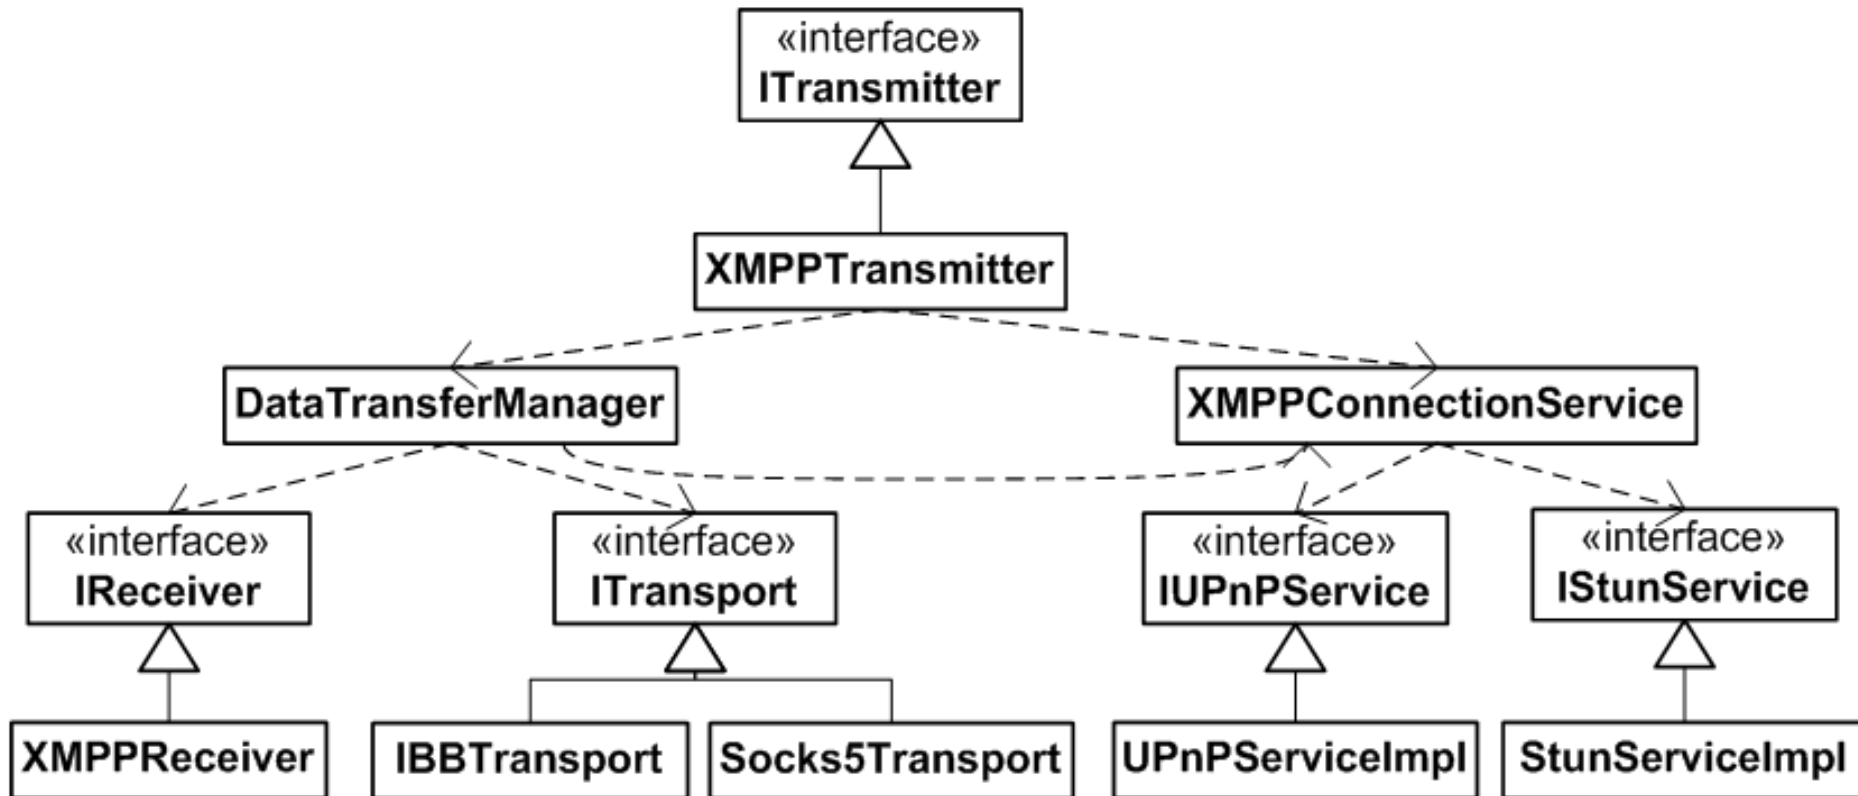 «interface»
ITransmitter
XMPPTransmitter
DataTransferManager
XMPPConnectionService
«interface»
IReceiver
«interface»
ITransport
«interface»
IUPnPService
«interface»
IStunService
XMPPReceiver
IBBTransport
Socks5Transport
UPnPServiceImpl
StunServiceImpl